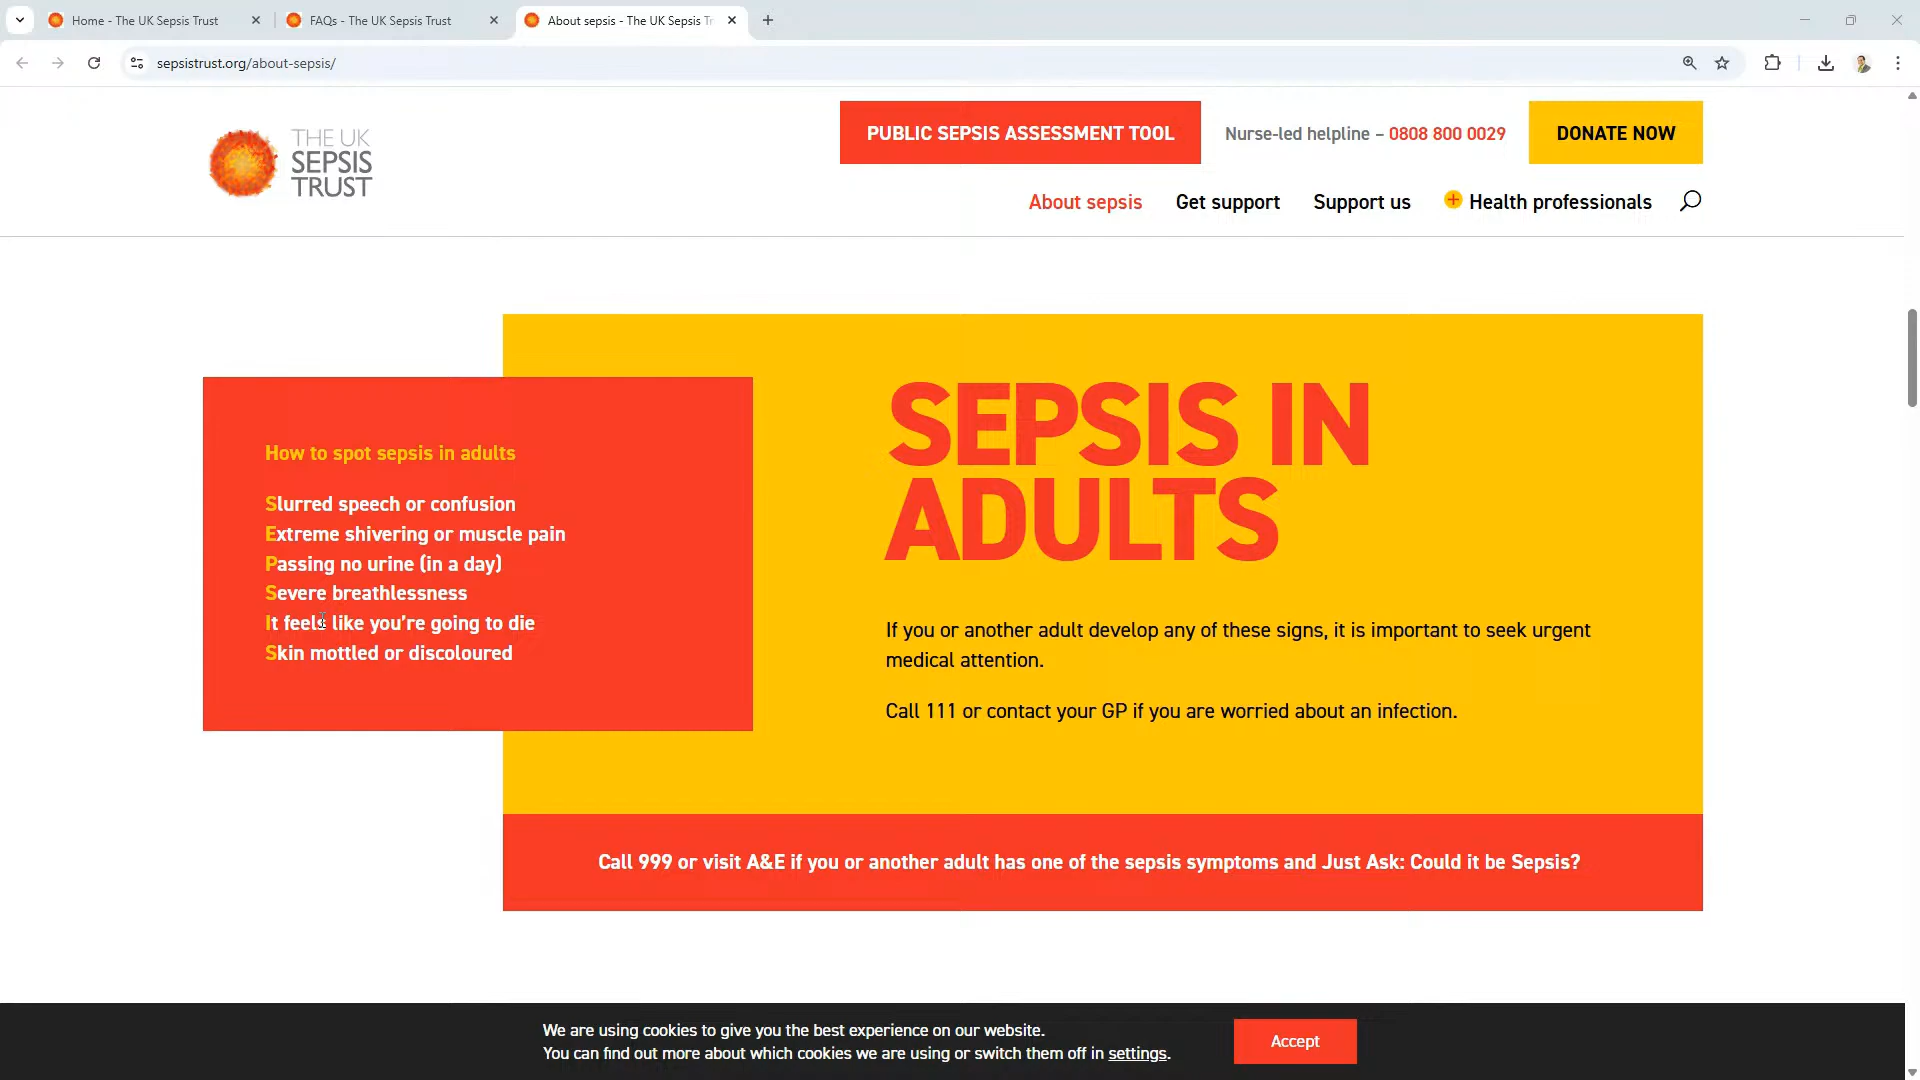 Home - The UK Sepsis Trust
FAQs - The UK Sepsis Trust
About sepsis - The UK Sepsis Tr
sepsistrust.org/about-sepsis/
THE UK
SEPSIS
TRUST
PUBLIC SEPSIS ASSESSMENT TOOL
Nurse-led helpline – 0808 800 0029
DONATE NOW
About sepsis
Get support
Support us
Health professionals
How to spot sepsis in adults
Slurred speech or confusion
Extreme shivering or muscle pain
Passing no urine (in a day)
Severe breathlessness
It feels like you’re going to die
Skin mottled or discoloured
SEPSIS IN
ADULTS
If you or another adult develop any of these signs, it is important to seek urgent
medical attention.
Call 111 or contact your GP if you are worried about an infection.
Call 999 or visit A&E if you or another adult has one of the sepsis symptoms and Just Ask: Could it be Sepsis?
We are using cookies to give you the best experience on our website.
You can find out more about which cookies we are using or switch them off in settings.
Accept